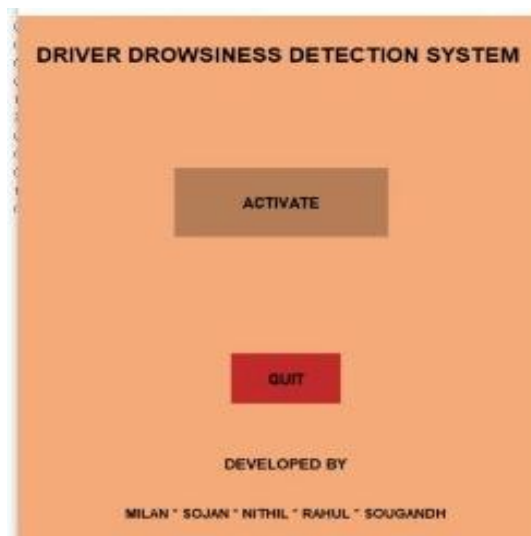 DRIVER DROWSINESS DETECTION SYSTEM
ACTIVATE
QUIT
DEVELOPED BY
MILAN * SOJAN * NITHIL * RAHUL * SOUGANDH